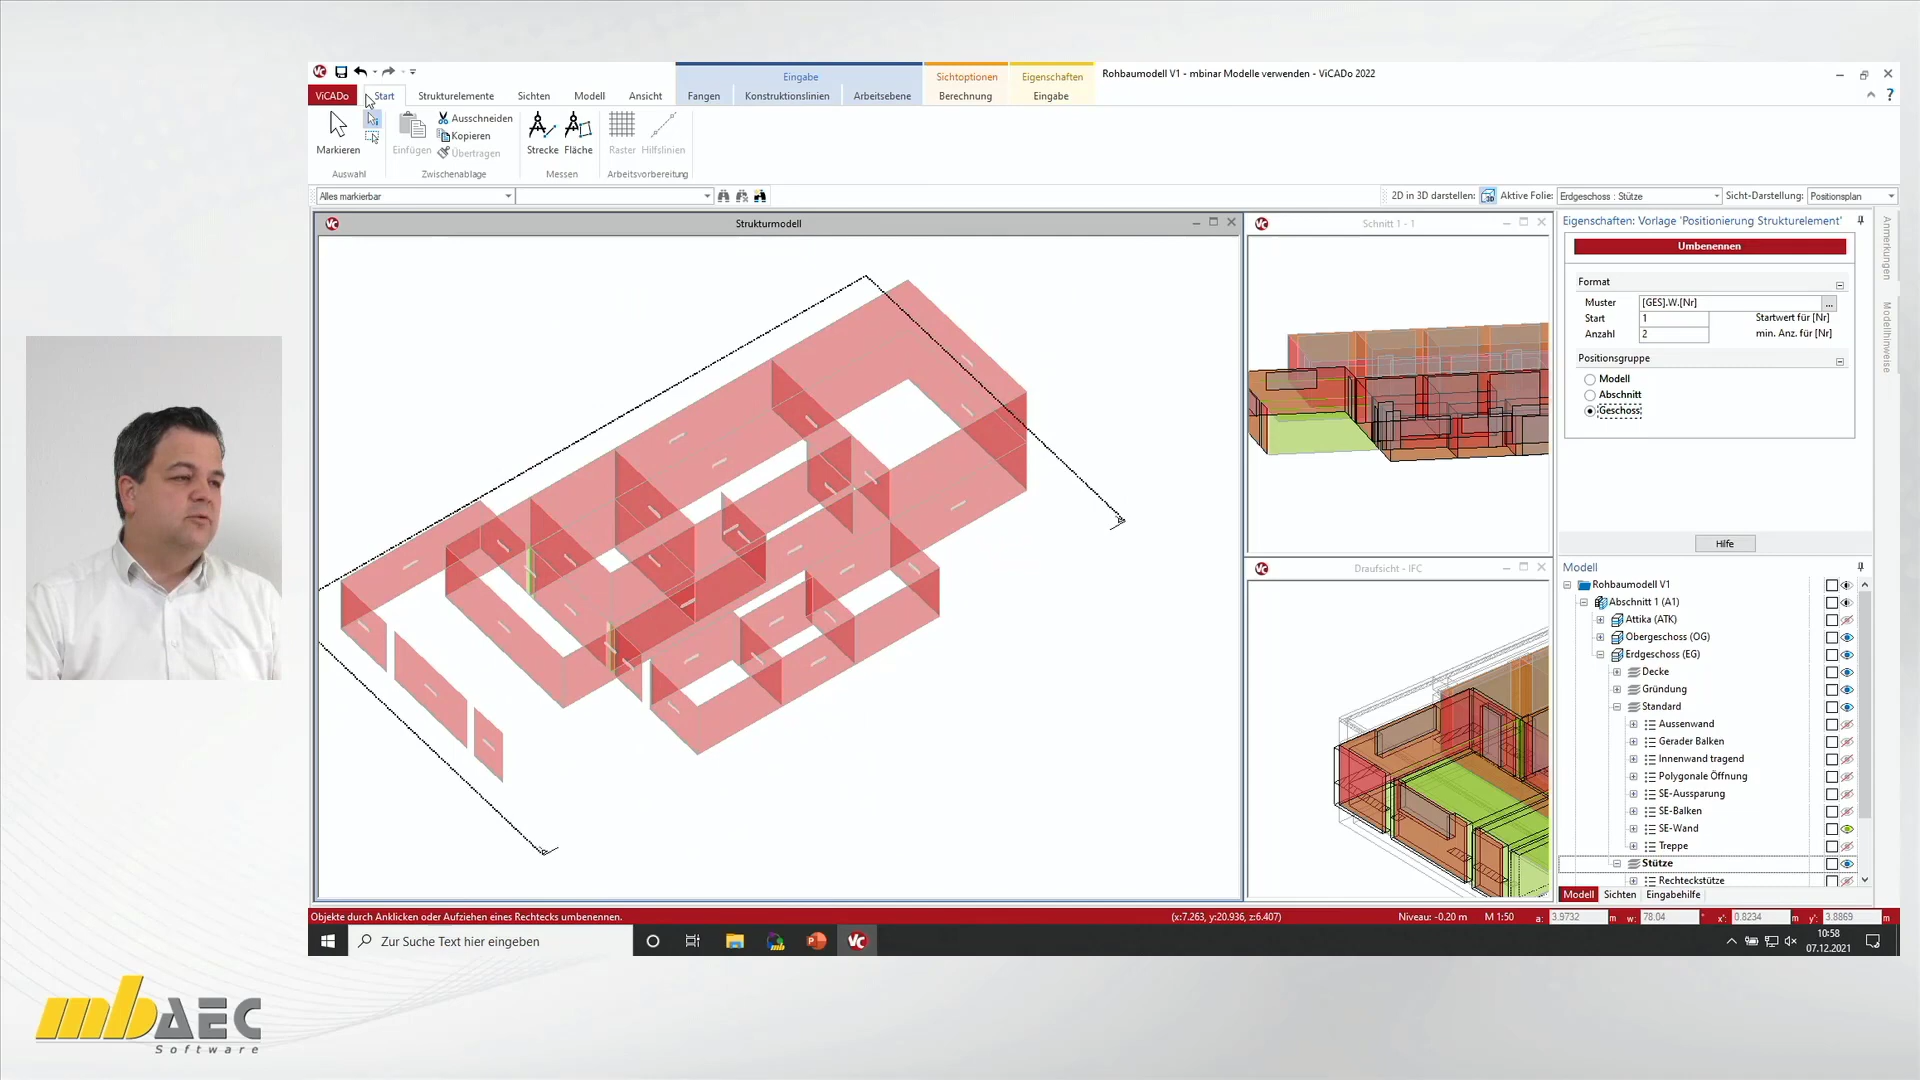 Eingabe
Sichtoptionen
Eigenschaften
Rohbaumodell V1 - mbinar Modelle verwenden - ViCADo 2022
ViCADo
Start
Strukturelemente
Sichten
Modell
Ansicht
Fangen
Konstruktionslinien
Arbeitsebene
Berechnung
Eingabe
Markieren
Einfügen
Ausschneiden
Kopieren
Übertragen
Strecke
Fläche
Raster
Hilfslinien
Auswahl
Zwischenablage
Messen
Arbeitsvorbereitung
Alles markierbar
2D in 3D darstellen:
Aktive Folie:
Erdgeschoss : Stütze
Sicht-Darstellung:
Positionsplan
Strukturmodell
Schnitt 1 - 1
Draufsicht - IFC
Eigenschaften: Vorlage 'Positionierung Strukturelement'
Umbenennen
Format
Muster [GES].W.[Nr] ...
Start 1 Startwert für [Nr]
Anzahl 2 min. Anz. für [Nr]
Positionsgruppe
Modell
Abschnitt
Geschoss
Hilfe
Anmerkungen
Modellhinweise
Modell
Rohbaumodell V1
Abschnitt 1 (A1)
Attika (ATK)
Obergeschoss (OG)
Erdgeschoss (EG)
Decke
Gründung
Standard
Aussenwand
Gerader Balken
Innenwand tragend
Polygonale Öffnung
SE-Aussparung
SE-Balken
SE-Wand
Treppe
Stütze
Rechteckstütze
Modell Sichten Eingabehilfe
Objekte durch Anklicken oder Aufziehen eines Rechtecks umbenennen.
(x:7.263, y:20.936, z:6.407)
Niveau: -0.20 m
M 1:50
a: 3.9732 m w: 78.04 ° x': 0.8234 m y': 3.8869 m
Zur Suche Text hier eingeben
10:58
07.12.2021
mbAEC
Software